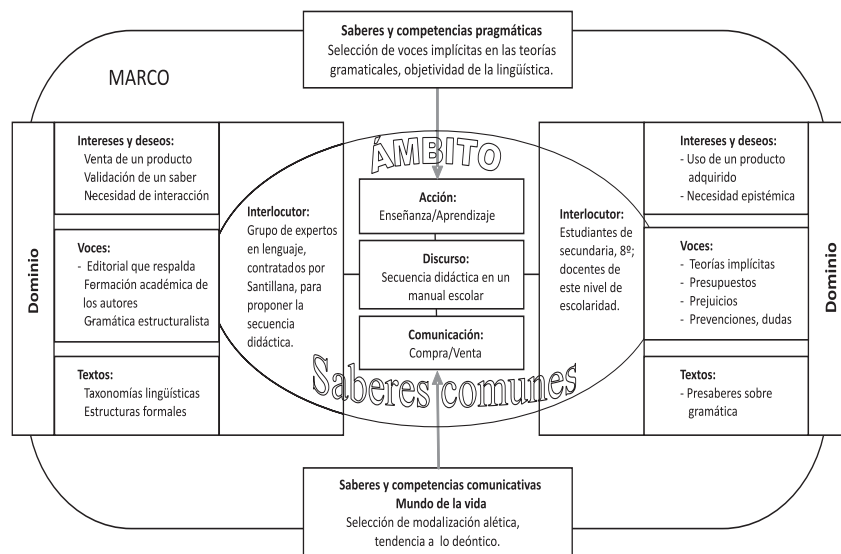 Saberes y competencias pragmáticas
Selección de voces implícitas en las teorías
gramaticales, objetividad de la lingüística.
MARCO
Dominio
Intereses y deseos:
Venta de un producto
Validación de un saber
Necesidad de interacción
Voces:
- Editorial que respalda
Formación académica de
los autores
Gramática estructuralista
Textos:
Taxonomías lingüísticas
Estructuras formales
Interlocutor:
Grupo de expertos
en lenguaje,
contratados por
Santillana, para
proponer la
secuencia
didáctica.
ÁMBITO
Acción:
Enseñanza/Aprendizaje
Discurso:
Secuencia didáctica en un
manual escolar
Comunicación:
Compra/Venta
Saberes comunes
Interlocutor:
Estudiantes de
secundaria, 8º;
docentes de
este nivel de
escolaridad.
Intereses y deseos:
- Uso de un producto
adquirido
- Necesidad epistémica
Voces:
- Teorías implícitas
- Presupuestos
- Prejuicios
- Prevenciones, dudas
Textos:
- Presaberes sobre
gramática
Dominio
Saberes y competencias comunicativas
Mundo de la vida
Selección de modalización alética,
tendencia a lo deóntico.